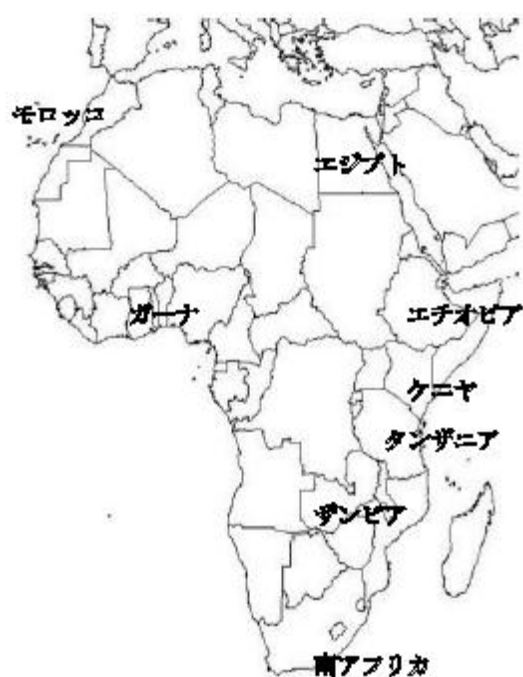 モロッコ
エジプト
ガーナ
エチオピア
ケニヤ
タンザニア
ザンビア
南アフリカ